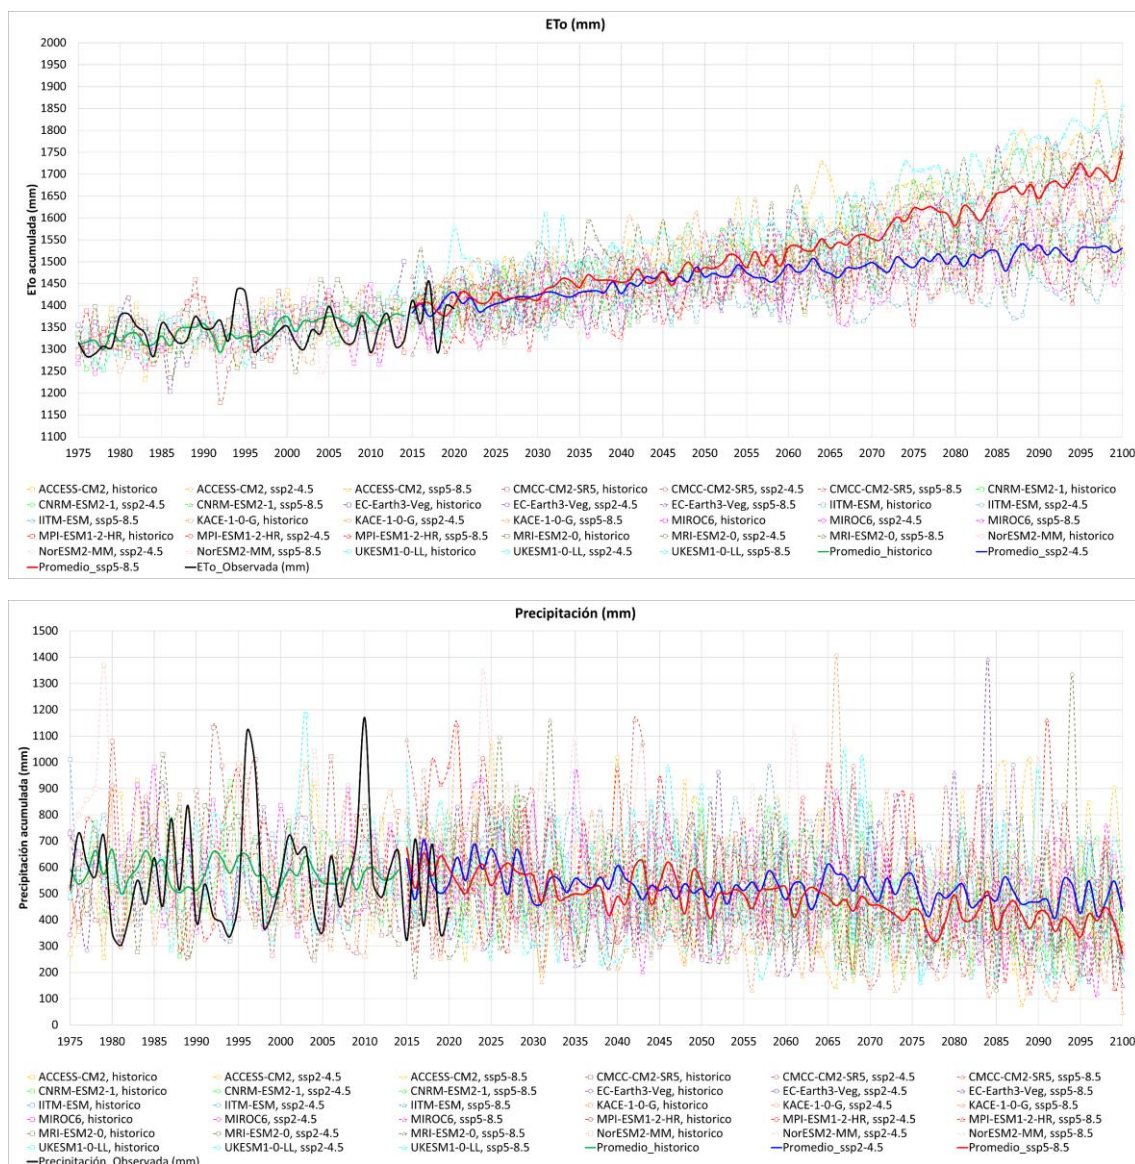 ETo (mm)
2000
1950
1900
1850
1800
1750
1700
1650
1600
1550
1500
1450
1400
1350
1300
1250
1200
1150
1100
ETo acumulada (mm)
1975 1980 1985 1990 1995 2000 2005 2010 2015 2020 2025 2030 2035 2040 2045 2050 2055 2060 2065 2070 2075 2080 2085 2090 2095 2100
ACCESS-CM2, historico ACCESS-CM2, ssp2-4.5 ACCESS-CM2, ssp5-8.5 CMCC-CM2-SR5, historico CMCC-CM2-SR5, ssp2-4.5 CMCC-CM2-SR5, ssp5-8.5 CNRM-ESM2-1, historico
CNRM-ESM2-1, ssp2-4.5 CNRM-ESM2-1, ssp5-8.5 EC-Earth3-Veg, historico EC-Earth3-Veg, ssp2-4.5 EC-Earth3-Veg, ssp5-8.5 IITM-ESM, historico IITM-ESM, ssp2-4.5
IITM-ESM, ssp5-8.5 KACE-1-0-G, historico KACE-1-0-G, ssp2-4.5 KACE-1-0-G, ssp5-8.5 MIROC6, historico MIROC6, ssp2-4.5 MIROC6, ssp5-8.5
MPI-ESM1-2-HR, historico MPI-ESM1-2-HR, ssp2-4.5 MPI-ESM1-2-HR, ssp5-8.5 MRI-ESM2-0, historico MRI-ESM2-0, ssp2-4.5 MRI-ESM2-0, ssp5-8.5 NorESM2-MM, historico
NorESM2-MM, ssp2-4.5 NorESM2-MM, ssp5-8.5 UKESM1-0-LL, historico UKESM1-0-LL, ssp2-4.5 UKESM1-0-LL, ssp5-8.5 Promedio_historico Promedio_ssp2-4.5
Promedio_ssp5-8.5 ETo_Observada (mm)
Precipitación (mm)
1500
1400
1300
1200
1100
1000
900
800
700
600
500
400
300
200
100
0
Precipitación acumulada (mm)
1975 1980 1985 1990 1995 2000 2005 2010 2015 2020 2025 2030 2035 2040 2045 2050 2055 2060 2065 2070 2075 2080 2085 2090 2095 2100
ACCESS-CM2, historico ACCESS-CM2, ssp2-4.5 ACCESS-CM2, ssp5-8.5 CMCC-CM2-SR5, historico CMCC-CM2-SR5, ssp2-4.5 CMCC-CM2-SR5, ssp5-8.5
CNRM-ESM2-1, historico CNRM-ESM2-1, ssp2-4.5 CNRM-ESM2-1, ssp5-8.5 EC-Earth3-Veg, historico EC-Earth3-Veg, ssp2-4.5 EC-Earth3-Veg, ssp5-8.5
IITM-ESM, historico IITM-ESM, ssp2-4.5 IITM-ESM, ssp5-8.5 KACE-1-0-G, historico KACE-1-0-G, ssp2-4.5 KACE-1-0-G, ssp5-8.5
MIROC6, historico MIROC6, ssp2-4.5 MIROC6, ssp5-8.5 MPI-ESM1-2-HR, historico MPI-ESM1-2-HR, ssp2-4.5 MPI-ESM1-2-HR, ssp5-8.5
MRI-ESM2-0, historico MRI-ESM2-0, ssp2-4.5 MRI-ESM2-0, ssp5-8.5 NorESM2-MM, historico NorESM2-MM, ssp2-4.5 NorESM2-MM, ssp5-8.5
UKESM1-0-LL, historico UKESM1-0-LL, ssp2-4.5 UKESM1-0-LL, ssp5-8.5 Promedio_historico Promedio_ssp2-4.5 Promedio_ssp5-8.5
Precipitación_Observada (mm)